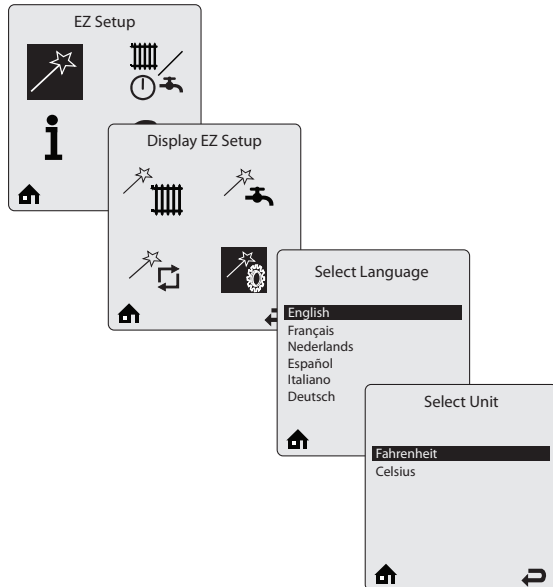 EZ Setup
Display EZ Setup
Select Language
English
Français
Nederlands
Español
Italiano
Deutsch
Select Unit
Fahrenheit
Celsius